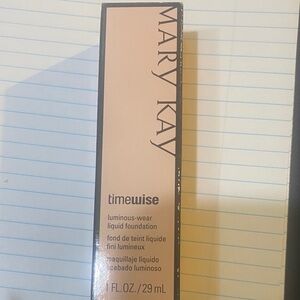 MARY KAY
timewise
luminous-wear
liquid foundation
fond de teint liquide
fini lumineux
maquillaje líquido
acabado luminoso
1 FL. OZ. / 29 mL